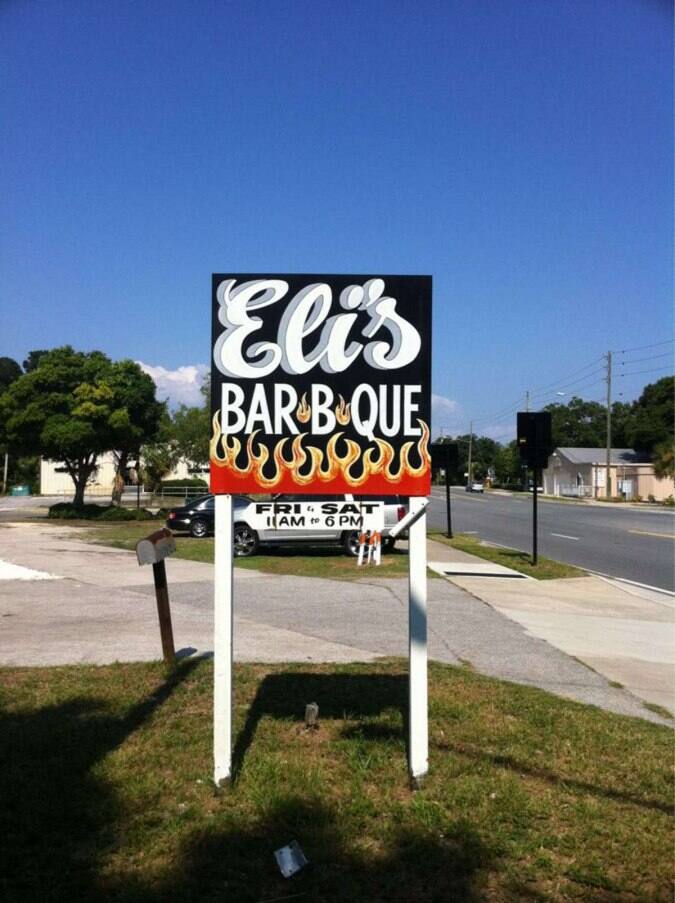 Eli's
BAR·B·QUE
FRI & SAT
11AM to 6PM